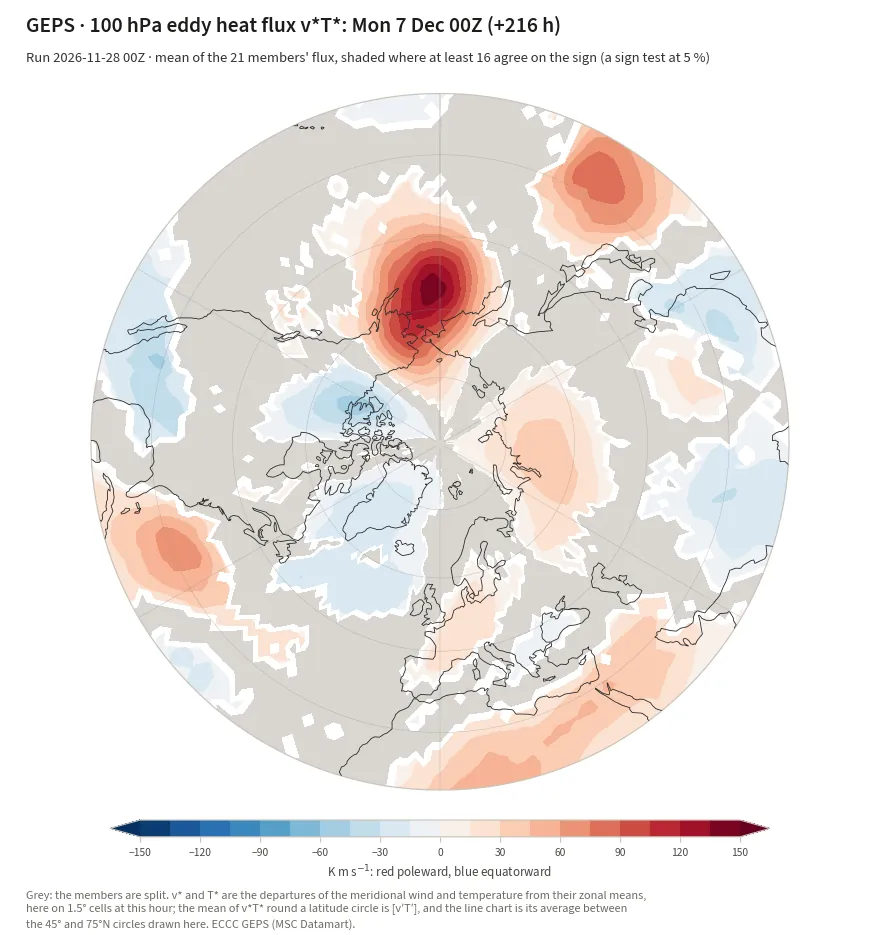 GEPS · 100 hPa eddy heat flux v*T*: Mon 7 Dec 00Z (+216 h)
Run 2026-11-28 00Z · mean of the 21 members' flux, shaded where at least 16 agree on the sign (a sign test at 5 %)
−150 −120 −90 −60 −30 0 30 60 90 120 150
K m s⁻¹: red poleward, blue equatorward
Grey: the members are split. v* and T* are the departures of the meridional wind and temperature from their zonal means,
here on 1.5° cells at this hour; the mean of v*T* round a latitude circle is [v'T'], and the line chart is its average between
the 45° and 75°N circles drawn here. ECCC GEPS (MSC Datamart).